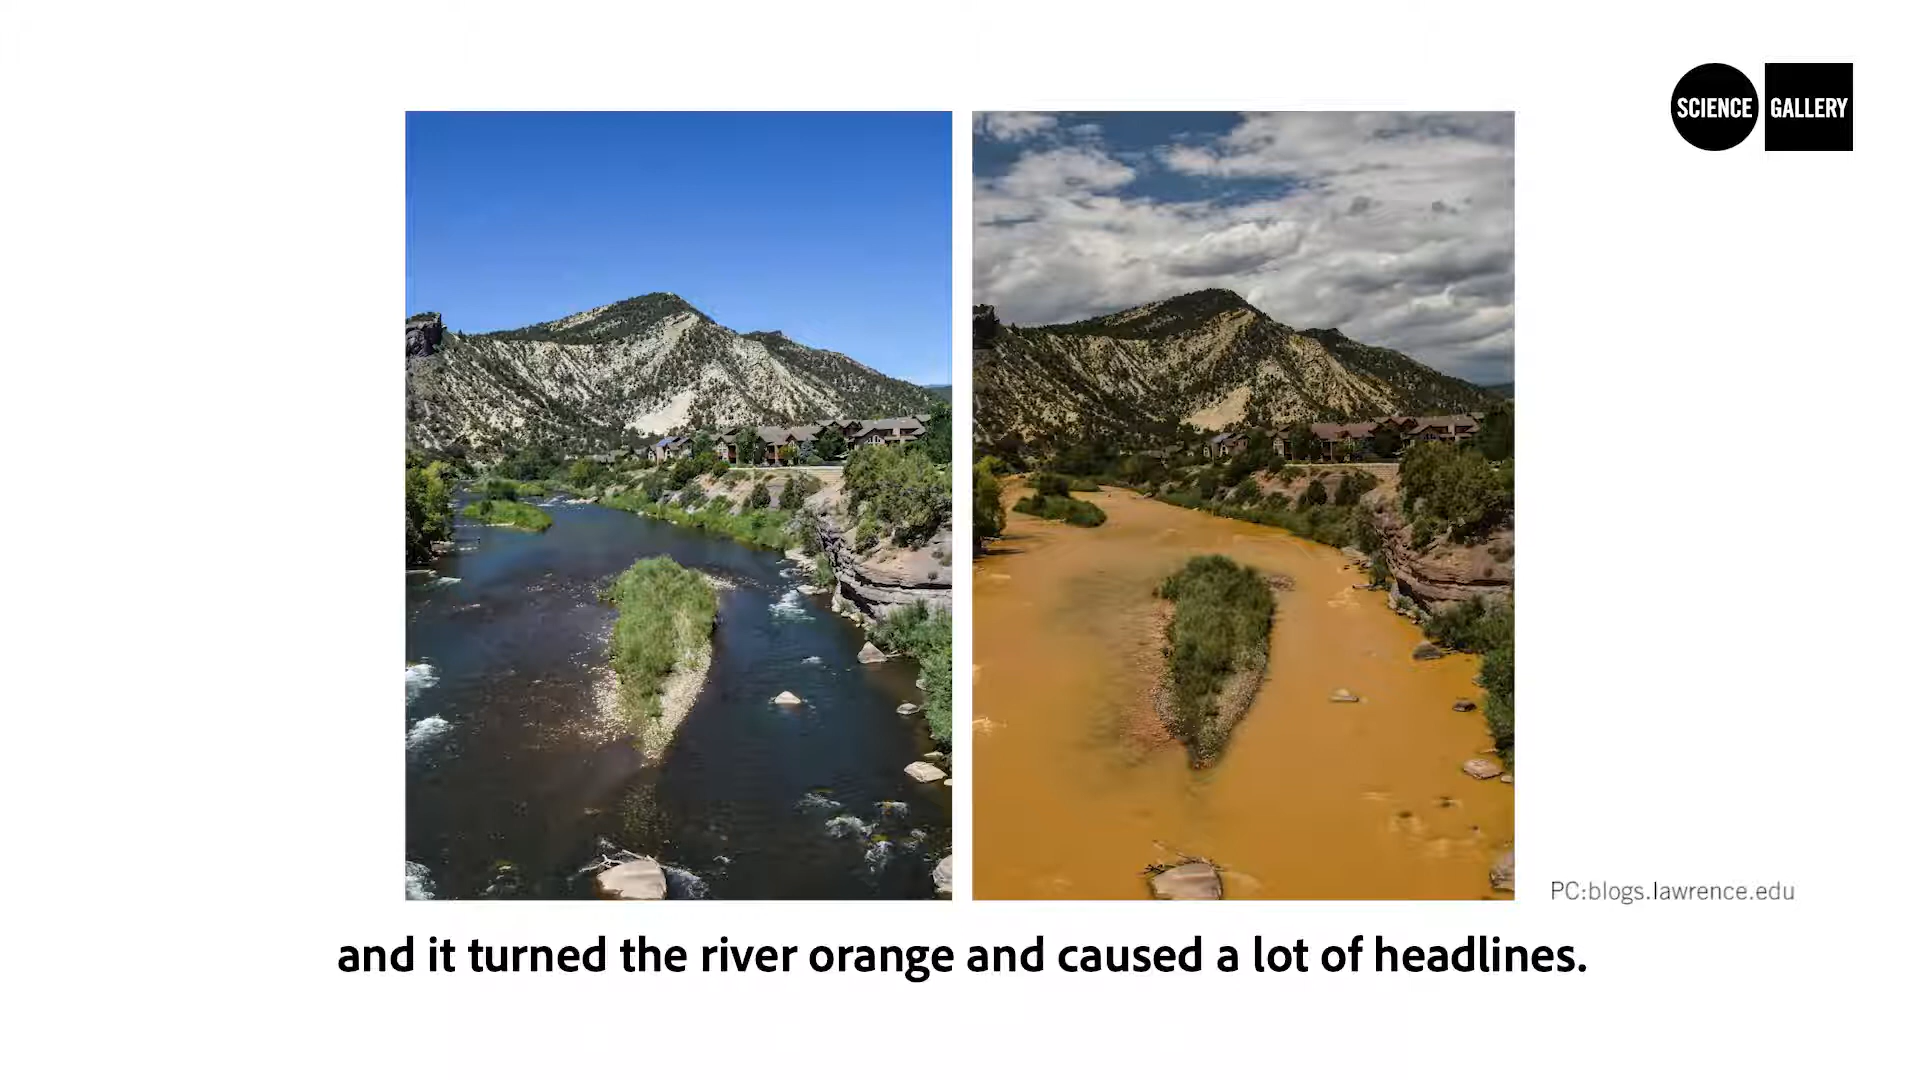 SCIENCE GALLERY
PC:blogs.lawrence.edu
and it turned the river orange and caused a lot of headlines.